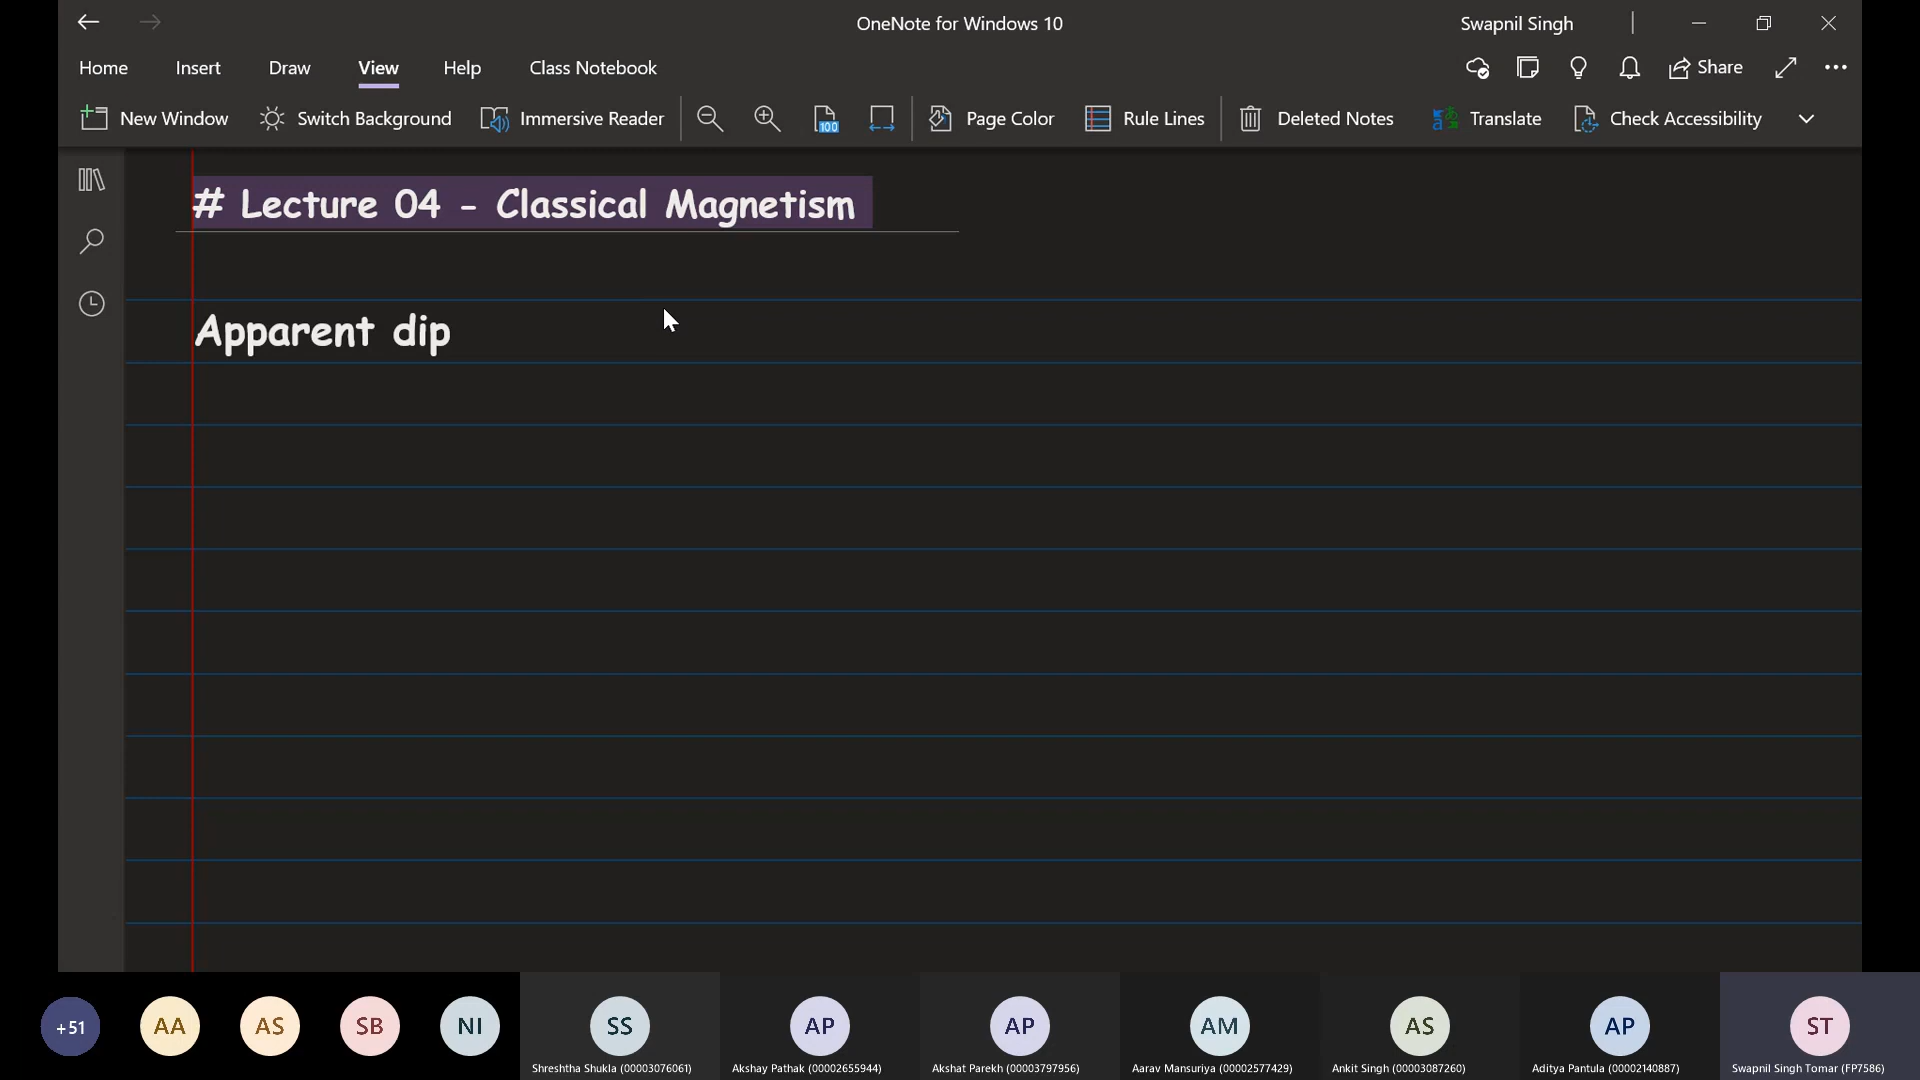 OneNote for Windows 10
Swapnil Singh
Home Insert Draw View Help Class Notebook
Share
New Window Switch Background Immersive Reader 100 Page Color Rule Lines Deleted Notes Translate Check Accessibility
# Lecture 04 - Classical Magnetism
Apparent dip
+51 AA AS SB NI SS AP AP AM AS AP ST
Shreshtha Shukla (00003076061) Akshay Pathak (00002655944) Akshat Parekh (00003797956) Aarav Mansuriya (00002577429) Ankit Singh (00003087260) Aditya Pantula (00002140887) Swapnil Singh Tomar (FP7586)